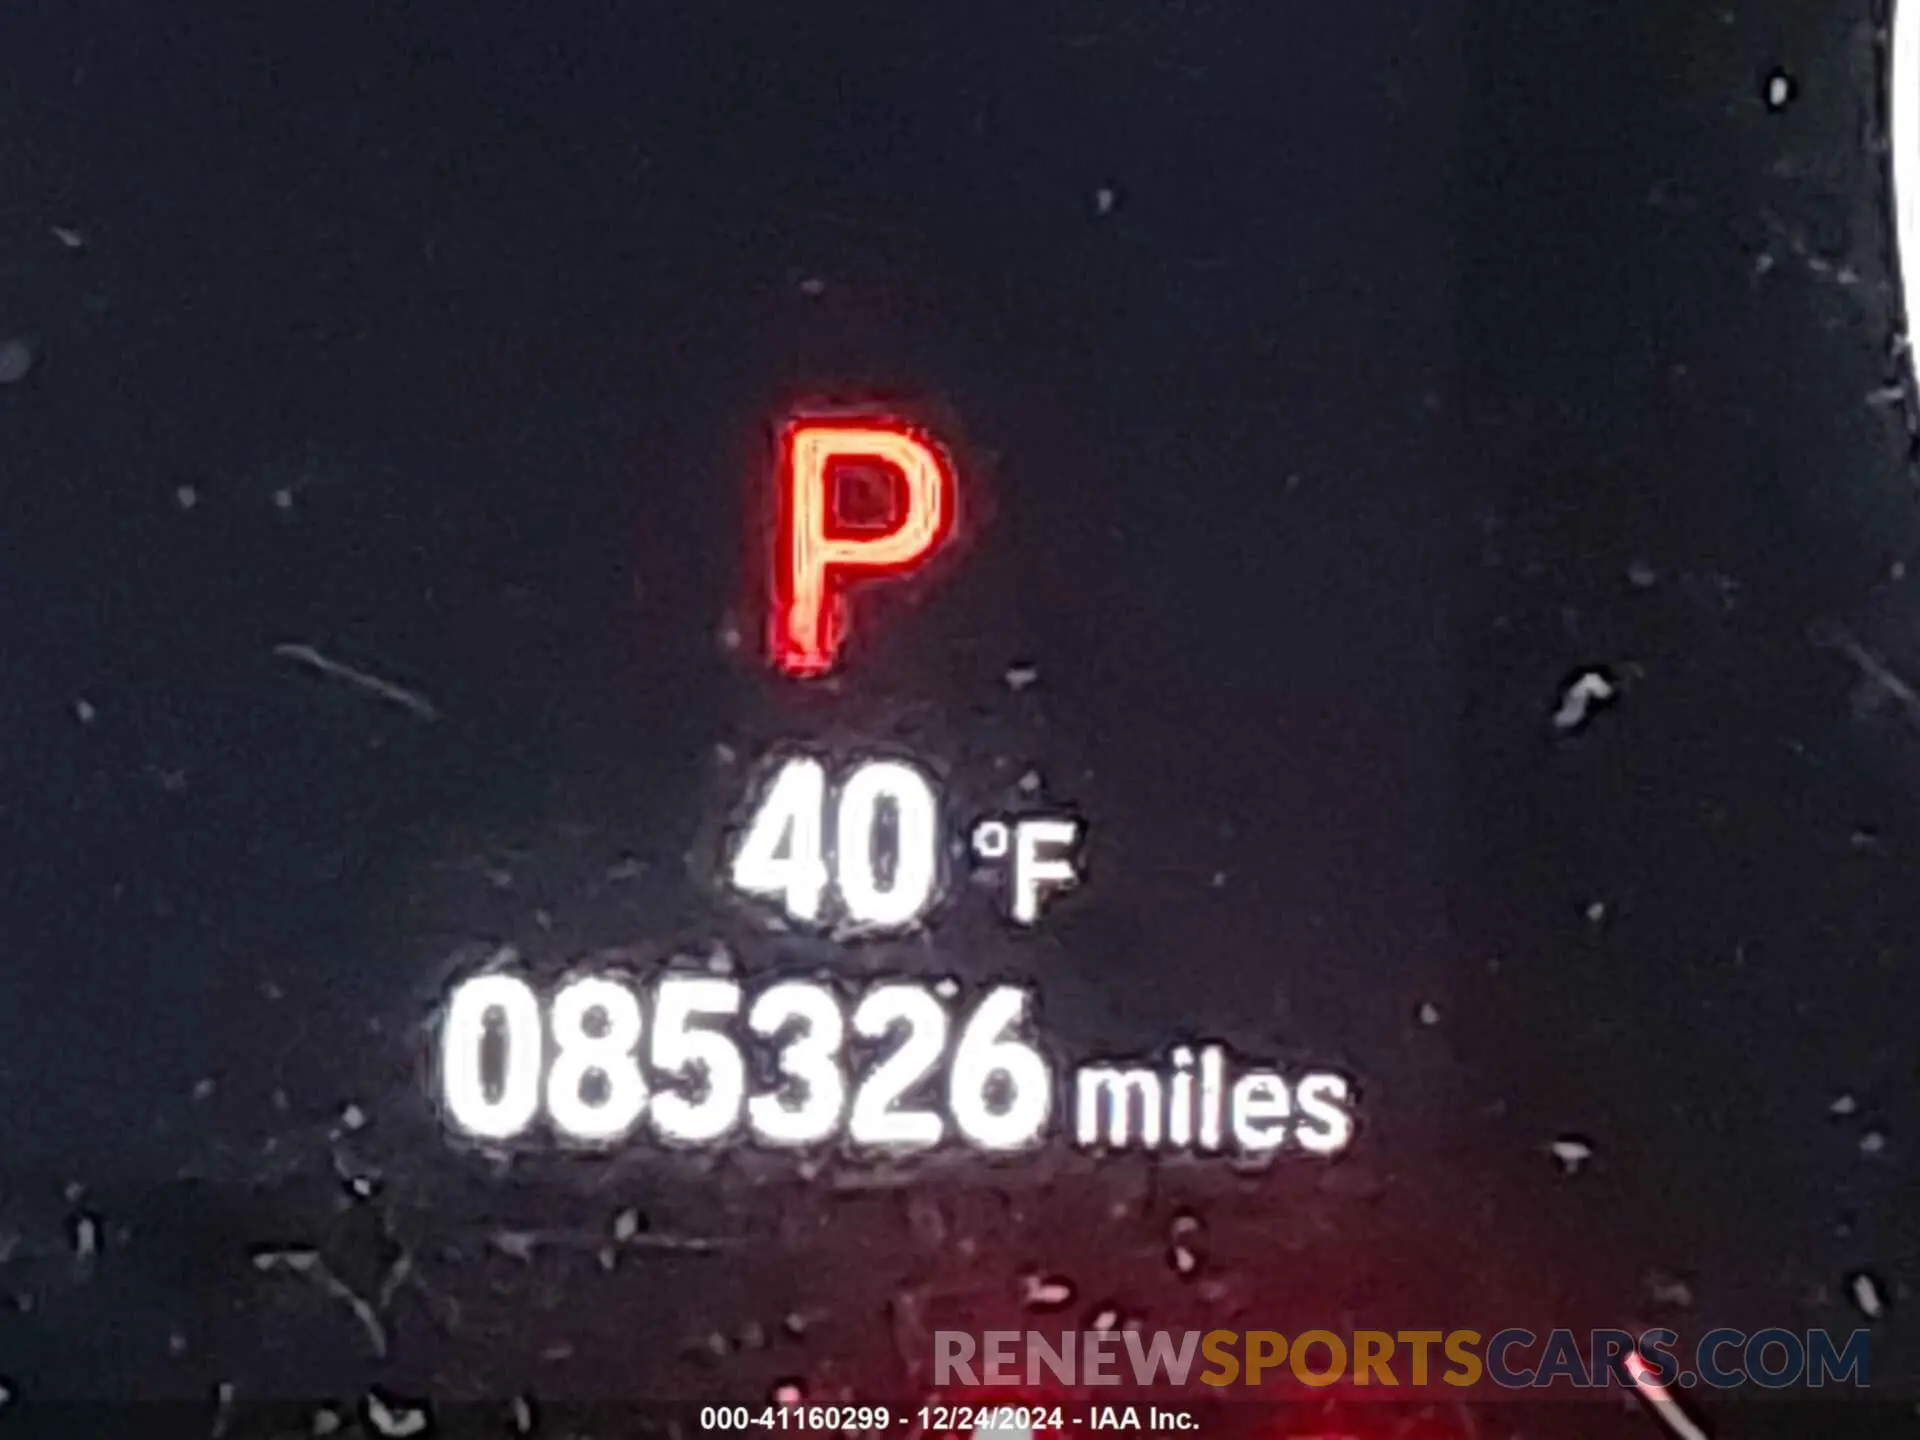 P
40 °F
085326 miles
RENEWSPORTSCARS.COM
000-41160299 - 12/24/2024 - IAA Inc.